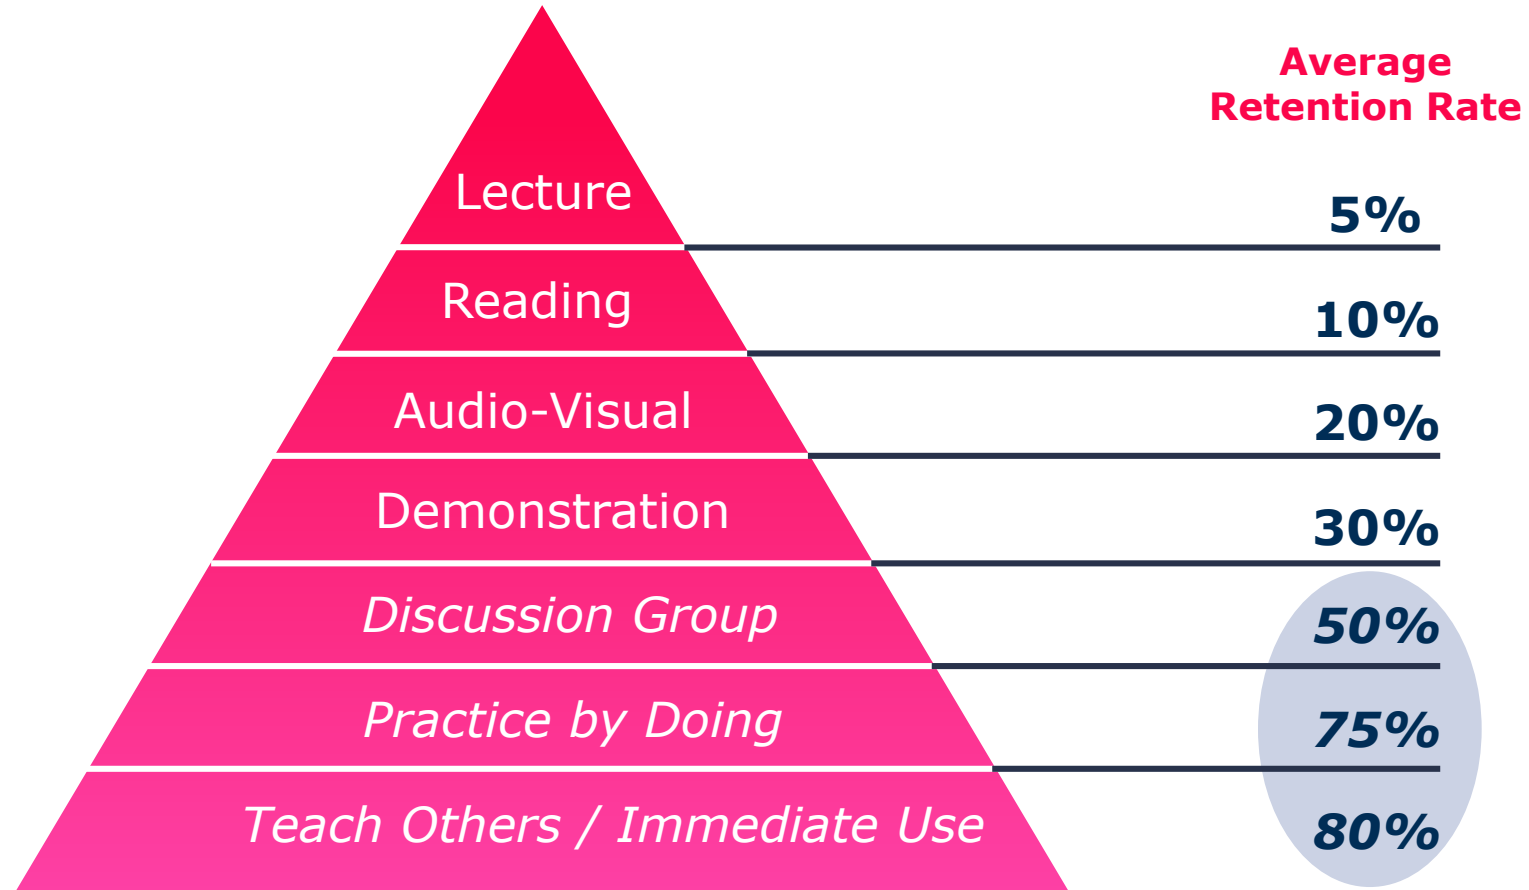 Average
Retention Rate
Lecture
5%
Reading
10%
Audio-Visual
20%
Demonstration
30%
Discussion Group
50%
Practice by Doing
75%
Teach Others / Immediate Use
80%